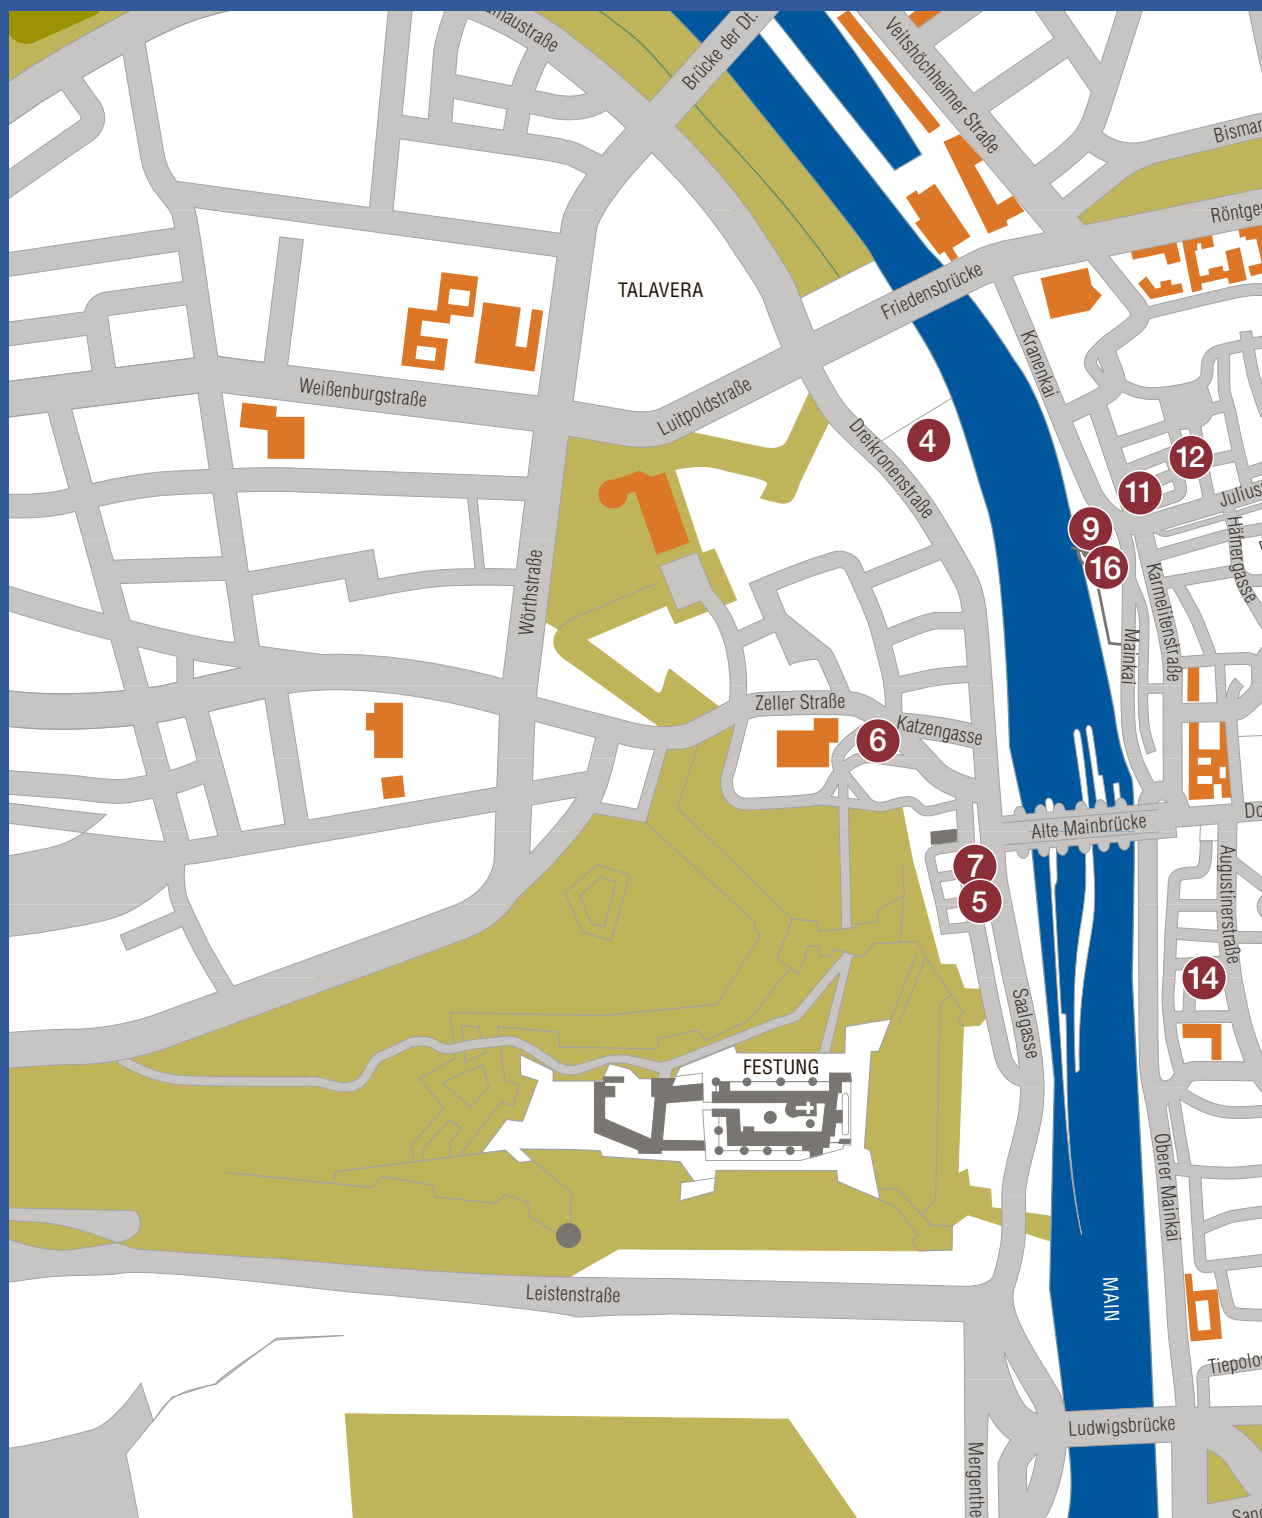 Brücke der Dt.
Veitshöchheimer Straße
Röntge
TALAVERA
Friedensbrücke
Kranenkai
Weißenburgstraße
Luitpoldstraße
Dreikronenstraße
4
12
11
Julius
9
Häfnergasse
16
Karmelitenstraße
Wörthstraße
Mainkai
Zeller Straße
Katzengasse
6
Alte Mainbrücke
7
5
Augustinerstraße
14
Saalgasse
FESTUNG
Oberer Mainkai
Leistenstraße
MAIN
Tiepolo
Ludwigsbrücke
Mergenthe